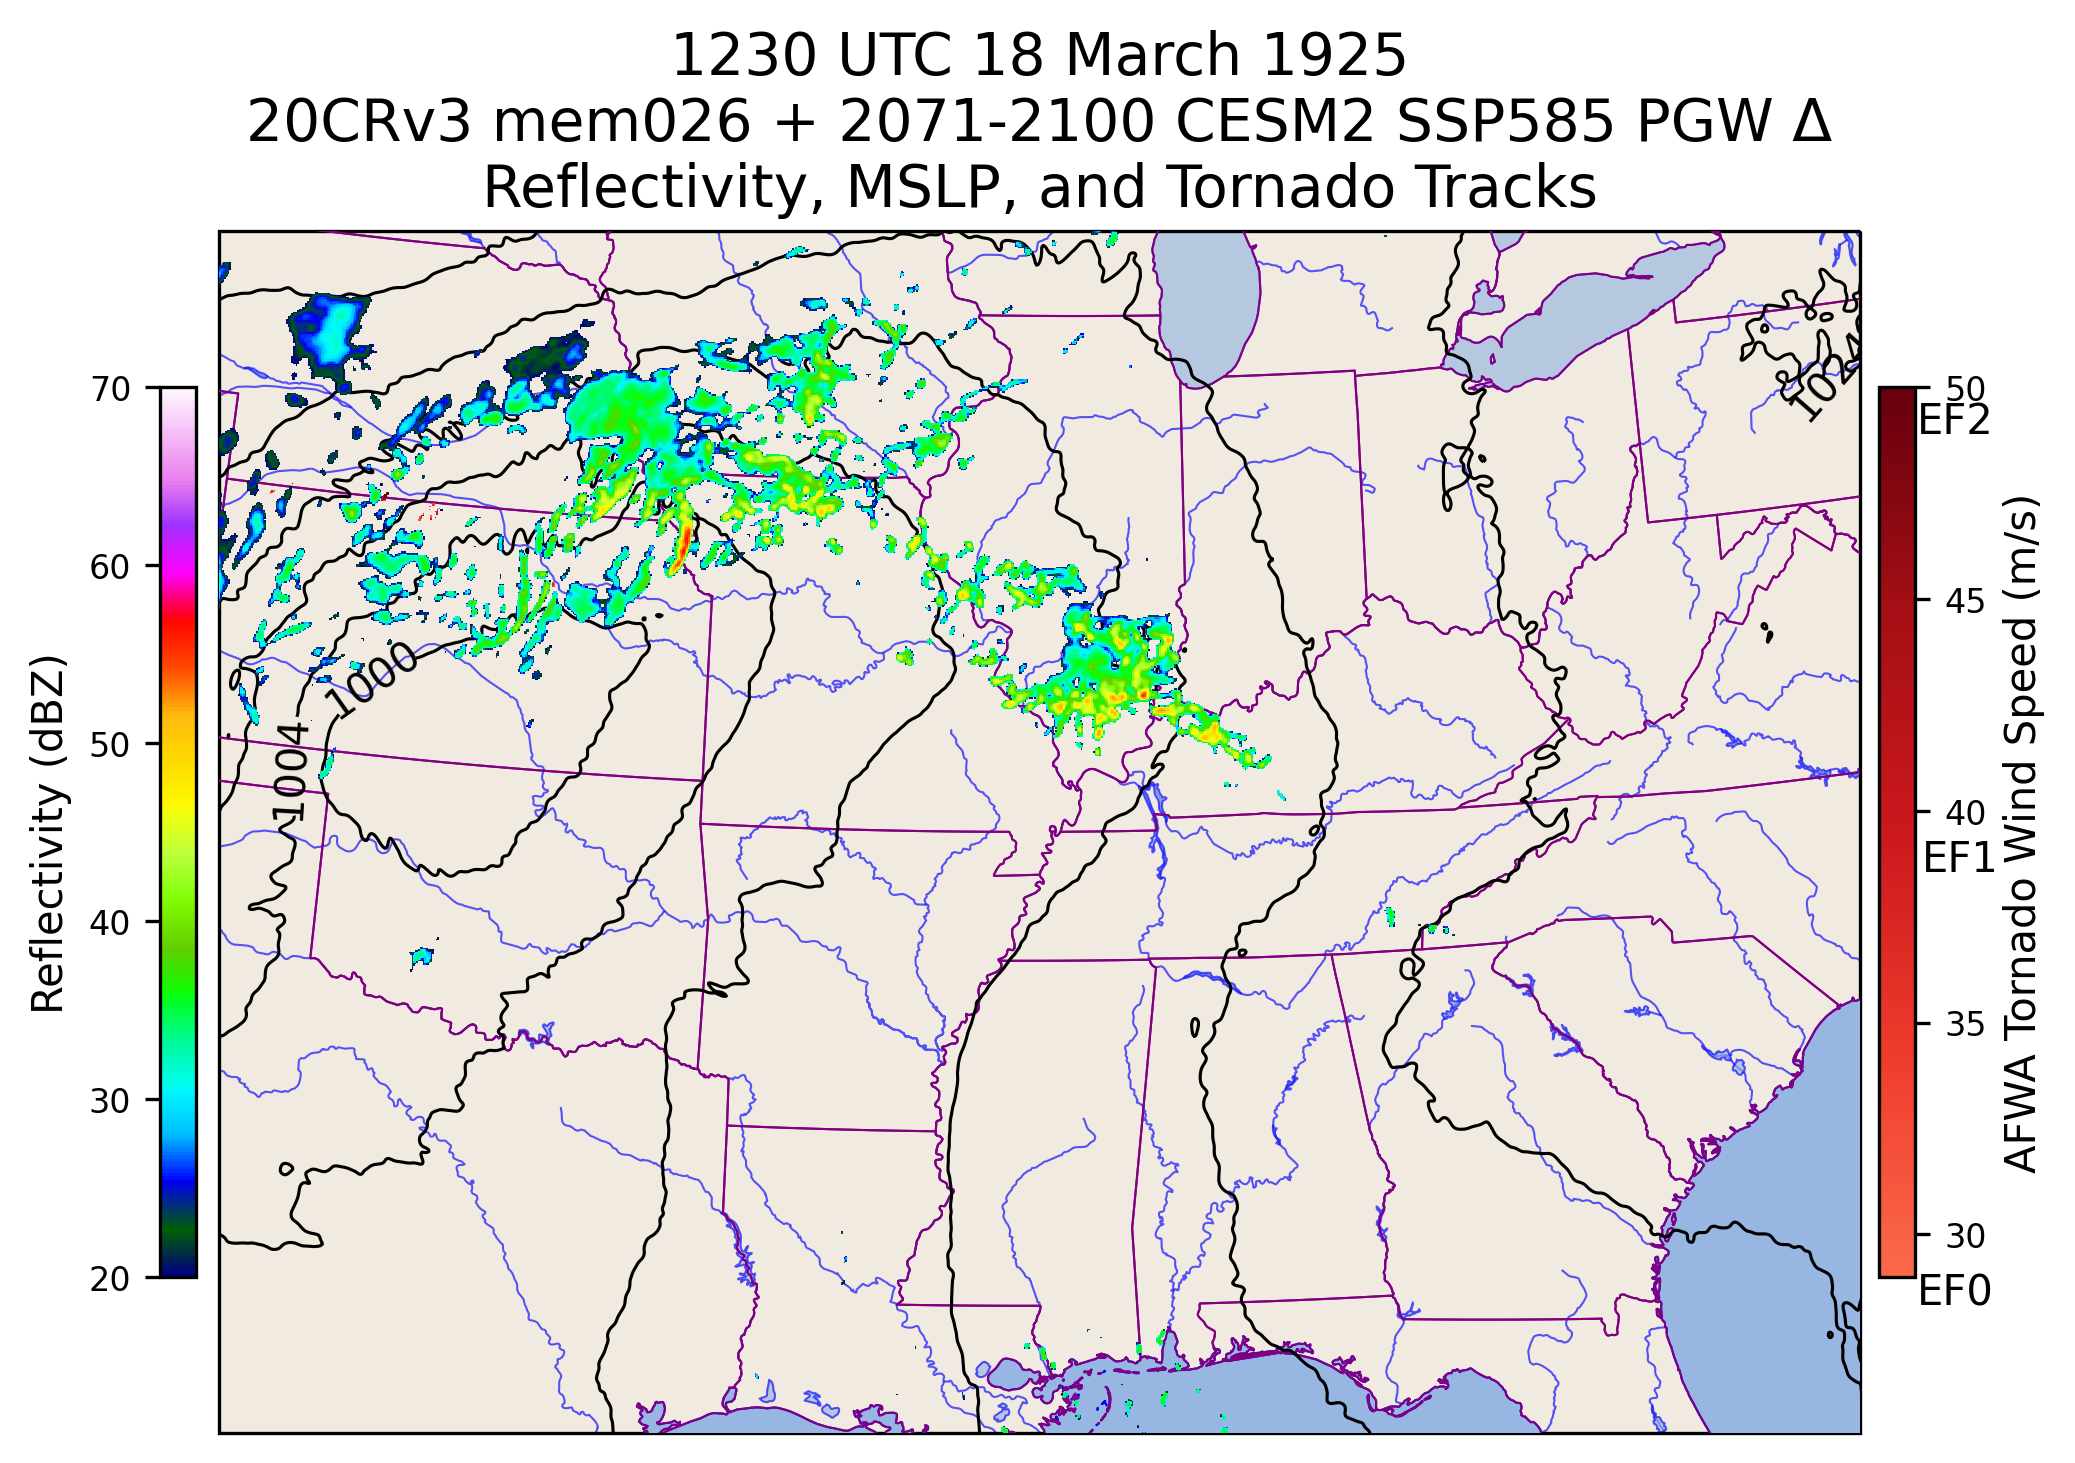 1230 UTC 18 March 1925
20CRv3 mem026 + 2071-2100 CESM2 SSP585 PGW Δ
Reflectivity, MSLP, and Tornado Tracks
Reflectivity (dBZ)
70
60
50
40
30
20
1000
1004
1024
50
EF2
45
40
EF1
35
30
EF0
AFWA Tornado Wind Speed (m/s)